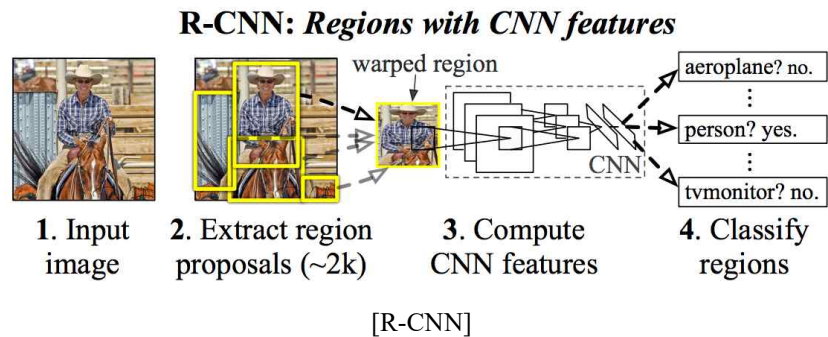 R-CNN: Regions with CNN features
warped region
aeroplane? no.
⋮
person? yes.
⋮
tvmonitor? no.
CNN
1. Input
image
2. Extract region
proposals (~2k)
3. Compute
CNN features
4. Classify
regions
[R-CNN]